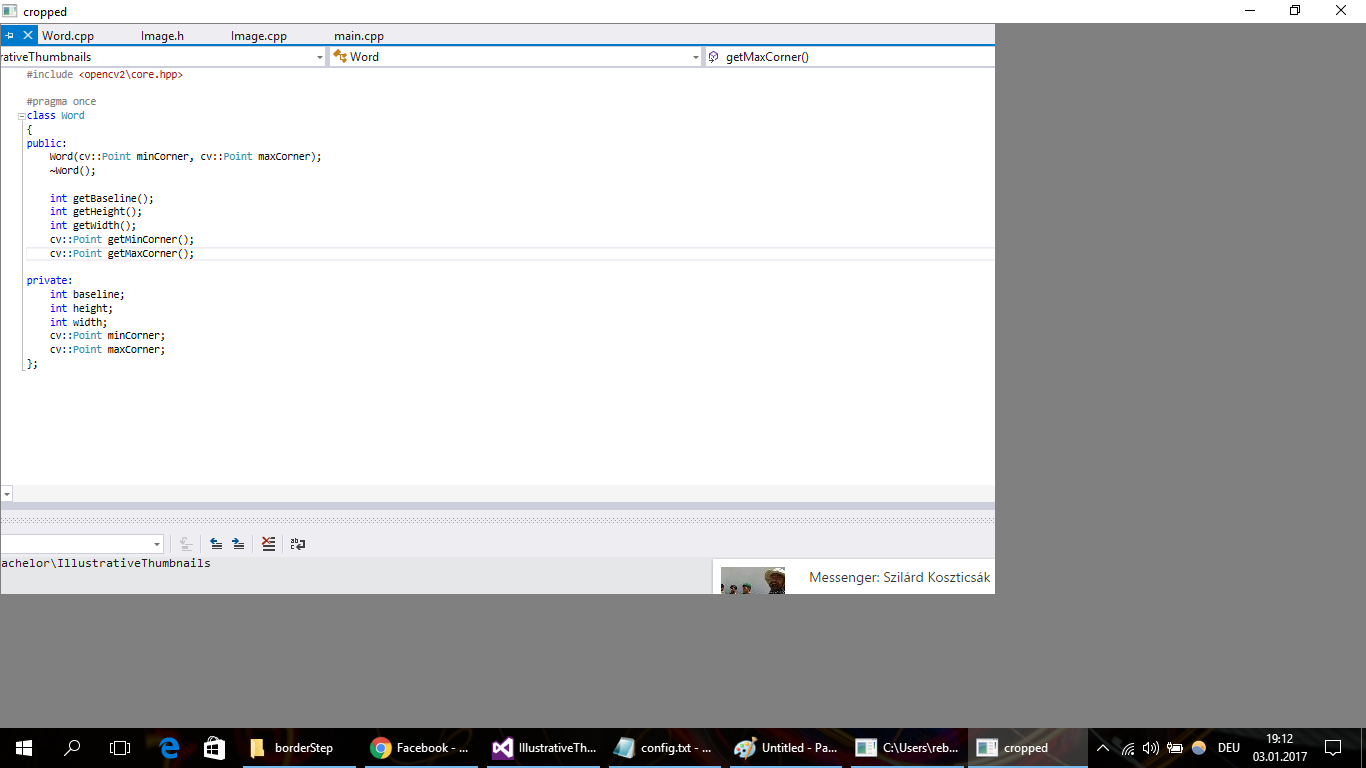 cropped
Word.cpp Image.h Image.cpp main.cpp
rativeThumbnails Word getMaxCorner()
#include <opencv2\core.hpp>
#pragma once
class Word
{
public:
Word(cv::Point minCorner, cv::Point maxCorner);
~Word();
int getBaseline();
int getHeight();
int getWidth();
cv::Point getMinCorner();
cv::Point getMaxCorner();
private:
int baseline;
int height;
int width;
cv::Point minCorner;
cv::Point maxCorner;
};
achelor\IllustrativeThumbnails
Messenger: Szilárd Koszticsák
borderStep Facebook - ... IllustrativeTh... config.txt - ... Untitled - Pa... C:\Users\reb... cropped DEU 19:12
03.01.2017